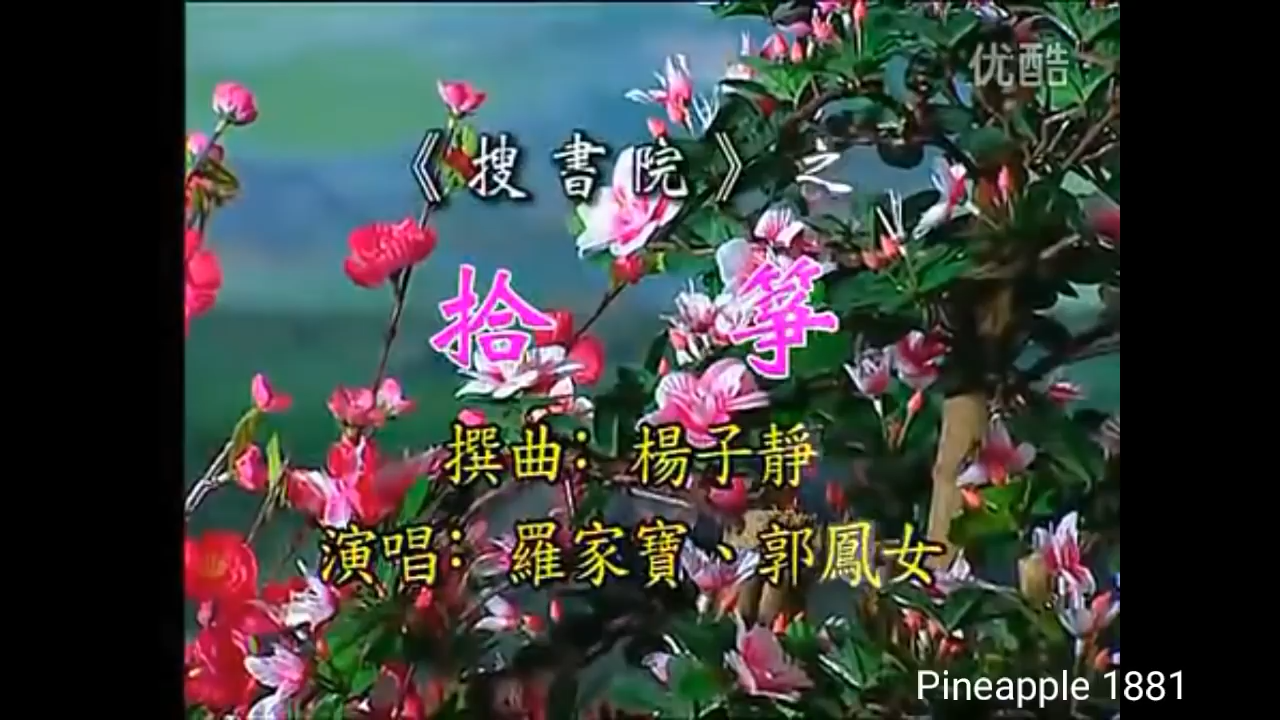 优酷
《搜書院》之
拾箏
撰曲：楊子靜
演唱：羅家寶、郭鳳女
Pineapple 1881